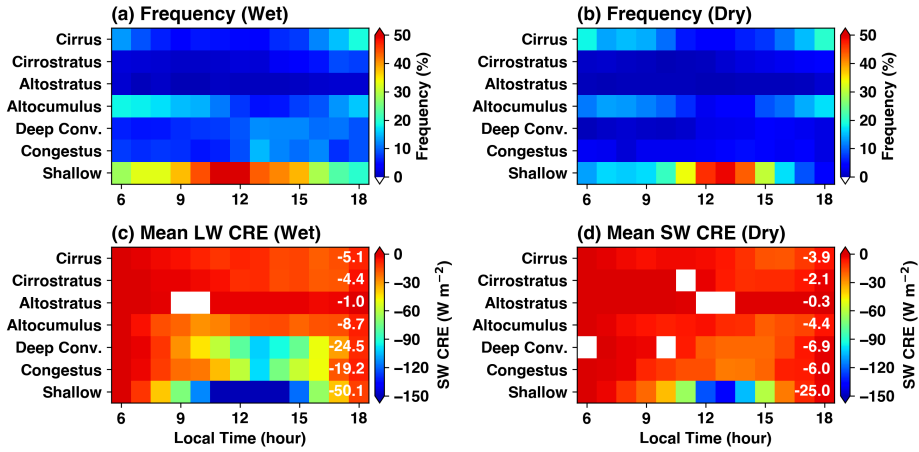 (a) Frequency (Wet)
Cirrus
Cirrostratus
Altostratus
Altocumulus
Deep Conv.
Congestus
Shallow
6 9 12 15 18
50
40
30
20
10
0
Frequency (%)
(b) Frequency (Dry)
Cirrus
Cirrostratus
Altostratus
Altocumulus
Deep Conv.
Congestus
Shallow
6 9 12 15 18
50
40
30
20
10
0
Frequency (%)
(c) Mean LW CRE (Wet)
Cirrus -5.1
Cirrostratus -4.4
Altostratus -1.0
Altocumulus -8.7
Deep Conv. -24.5
Congestus -19.2
Shallow -50.1
6 9 12 15 18
Local Time (hour)
0
−30
−60
−90
−120
−150
SW CRE (W m⁻²)
(d) Mean SW CRE (Dry)
Cirrus -3.9
Cirrostratus -2.1
Altostratus -0.3
Altocumulus -4.4
Deep Conv. -6.9
Congestus -6.0
Shallow -25.0
6 9 12 15 18
Local Time (hour)
0
−30
−60
−90
−120
−150
SW CRE (W m⁻²)